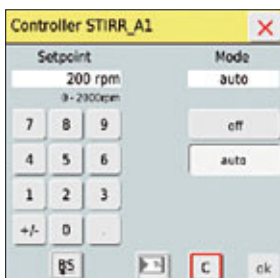 Controller STIRR_A1
Setpoint
Mode
200 rpm
auto
0 - 2000rpm
7 8 9
off
4 5 6
auto
1 2 3
+/- 0 .
BS
C
ok